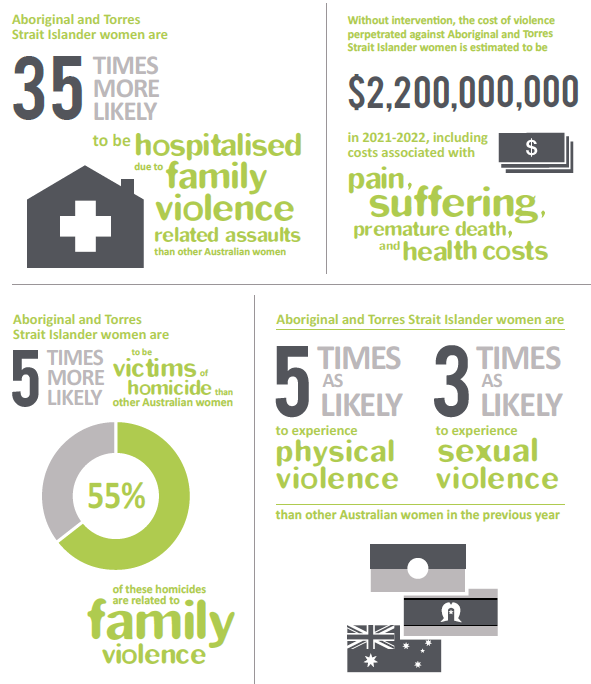 Aboriginal and Torres
Strait Islander women are
35 TIMES
MORE
LIKELY
to be hospitalised
due to family
violence
related assaults
than other Australian women
Without intervention, the cost of violence
perpetrated against Aboriginal and Torres
Strait Islander women is estimated to be
$2,200,000,000
in 2021-2022, including
costs associated with
$
pain,
suffering,
premature death,
and health costs
Aboriginal and Torres
Strait Islander women are
5 TIMES
MORE
LIKELY
to be
victims of
homicide than
other Australian women
55%
of these homicides
are related to
family
violence
Aboriginal and Torres Strait Islander women are
5 TIMES
AS
LIKELY
to experience
physical
violence
3 TIMES
AS
LIKELY
to experience
sexual
violence
than other Australian women in the previous year